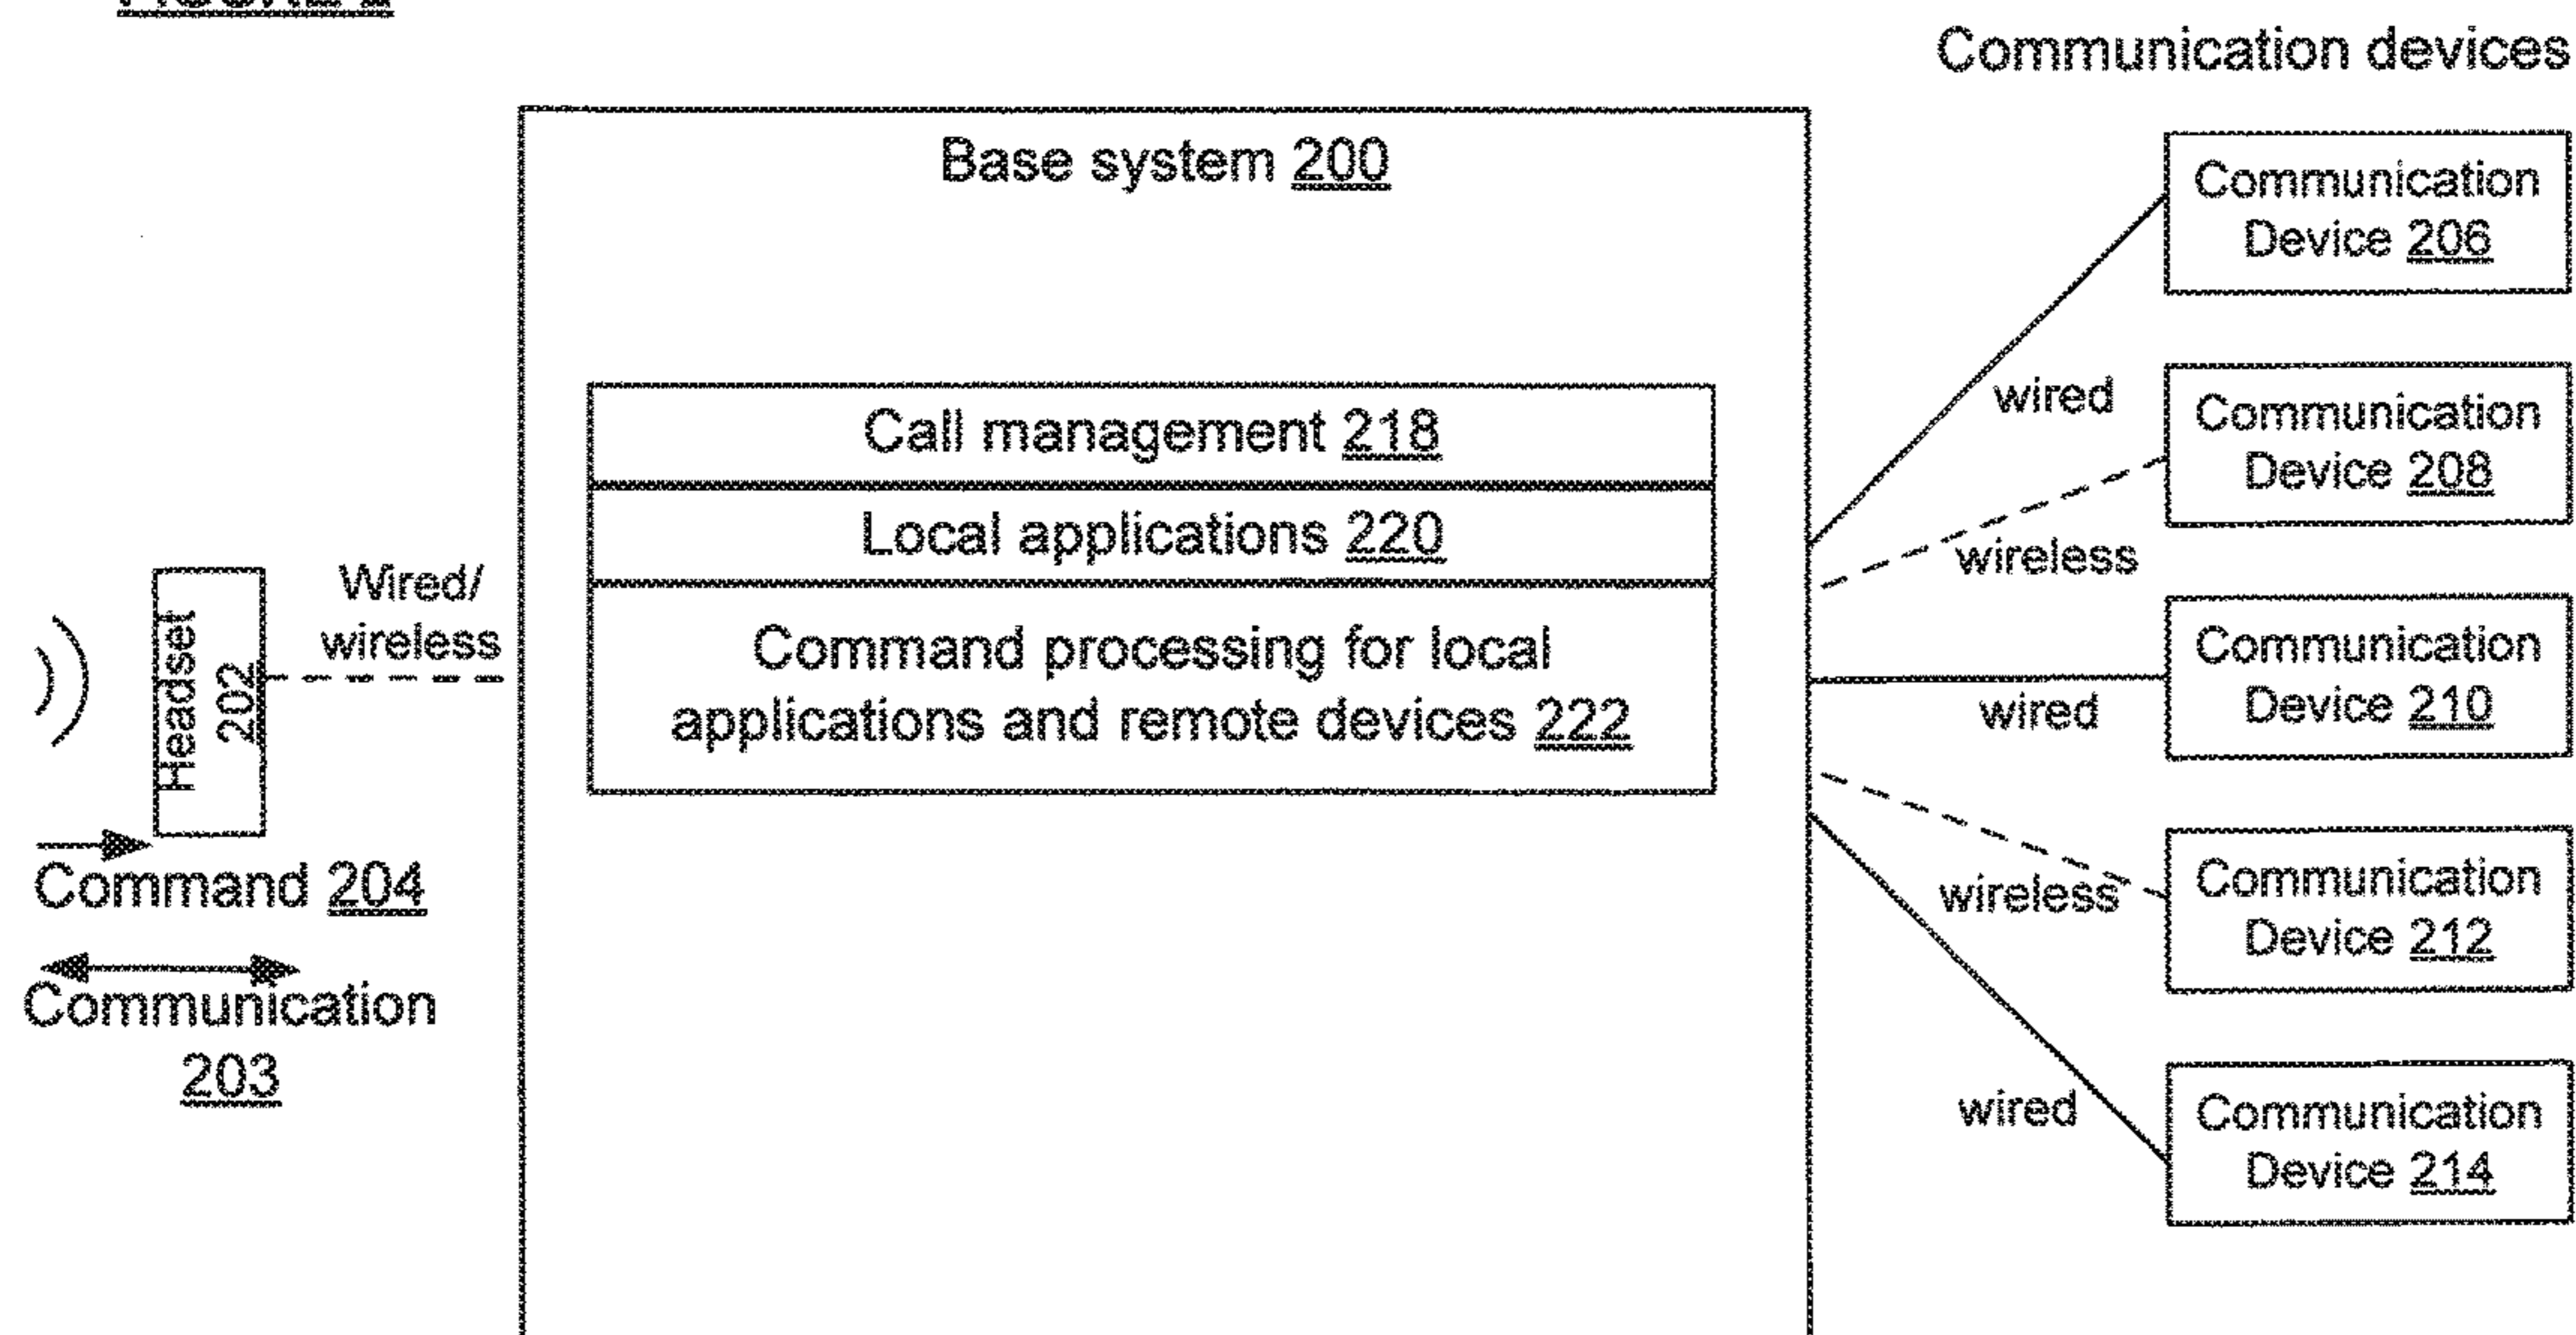 Communication devices
Base system 200
Communication
Device 206
wired
Communication
Device 208
wireless
Call management 218
Local applications 220
Command processing for local
applications and remote devices 222
Wired/
wireless
Headset
202
Command 204
Communication
203
Communication
Device 210
wired
Communication
Device 212
wireless
Communication
Device 214
wired